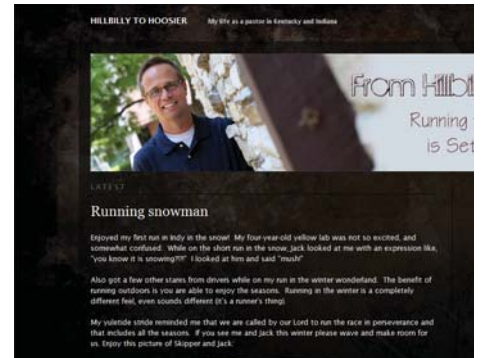 HILLBILLY TO HOOSIER My life as a pastor in Kentucky and Indiana
From Hillbi
Running
is Set
LATEST
Running snowman
Enjoyed my first run in Indy in the snow! My four-year-old yellow lab was not so excited, and
somewhat confused. While on the short run in the snow, Jack looked at me with an expression like,
"you know it is snowing?!?!" I looked at him and said "mush!"
Also got a few other stares from drivers while on my run in the winter wonderland. The benefit of
running outdoors is you are able to enjoy the seasons. Running in the winter is a completely
different feel, even sounds different (it's a runner's thing).
My yuletide stride reminded me that we are called by our Lord to run the race in perseverance and
that includes all the seasons. If you see me and Jack this winter please wave and make room for
us. Enjoy this picture of Skipper and Jack: